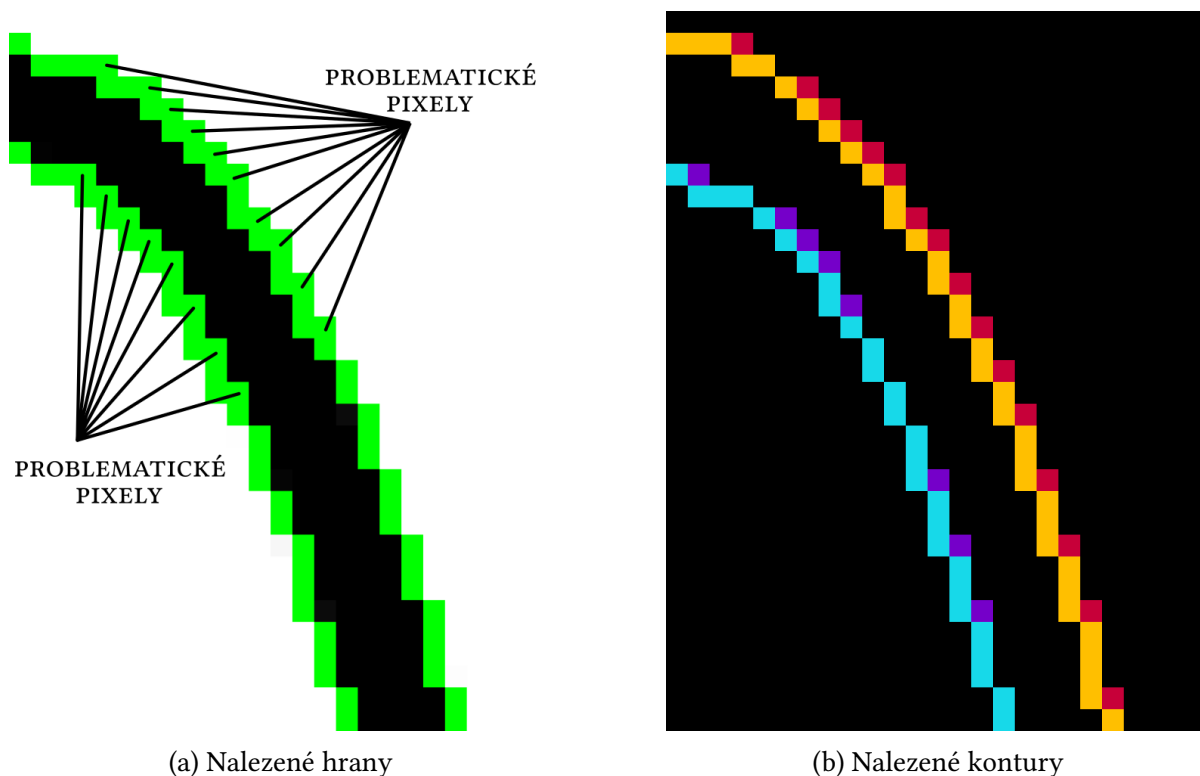 PROBLEMATICKÉ
PIXELY
PROBLEMATICKÉ
PIXELY
(a) Nalezené hrany
(b) Nalezené kontury